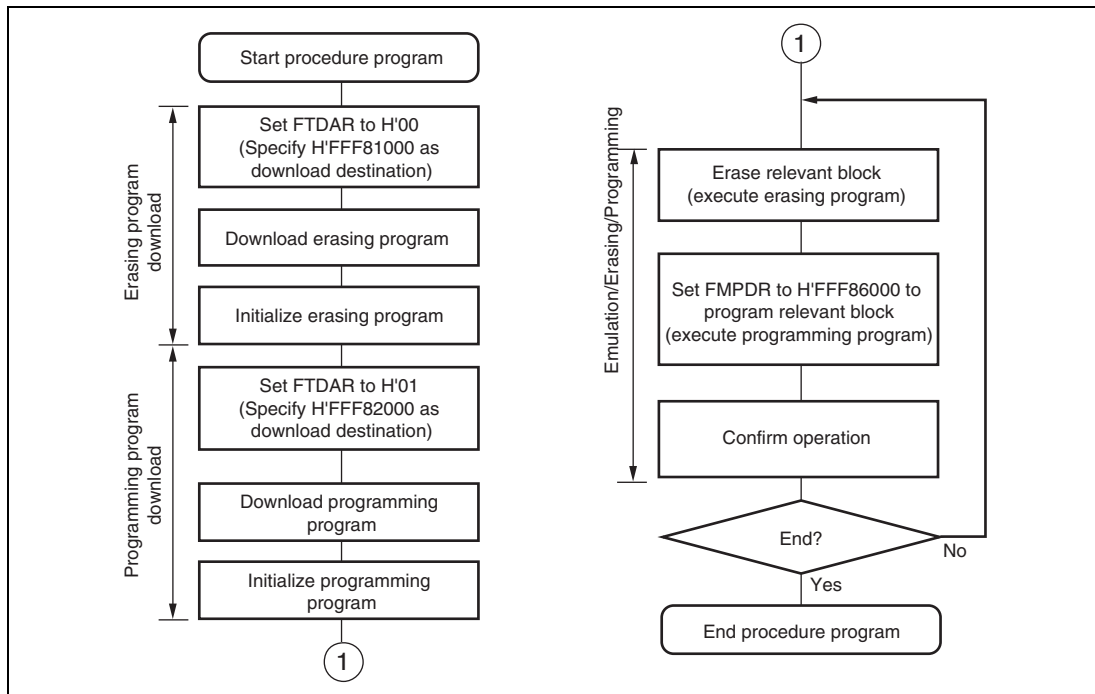 Start procedure program
Erasing program
download
Set FTDAR to H'00
(Specify H'FFF81000 as
download destination)
Download erasing program
Initialize erasing program
Programming program
download
Set FTDAR to H'01
(Specify H'FFF82000 as
download destination)
Download programming
program
Initialize programming
program
1
1
Emulation/Erasing/Programming
Erase relevant block
(execute erasing program)
Set FMPDR to H'FFF86000 to
program relevant block
(execute programming program)
Confirm operation
End?
No
Yes
End procedure program